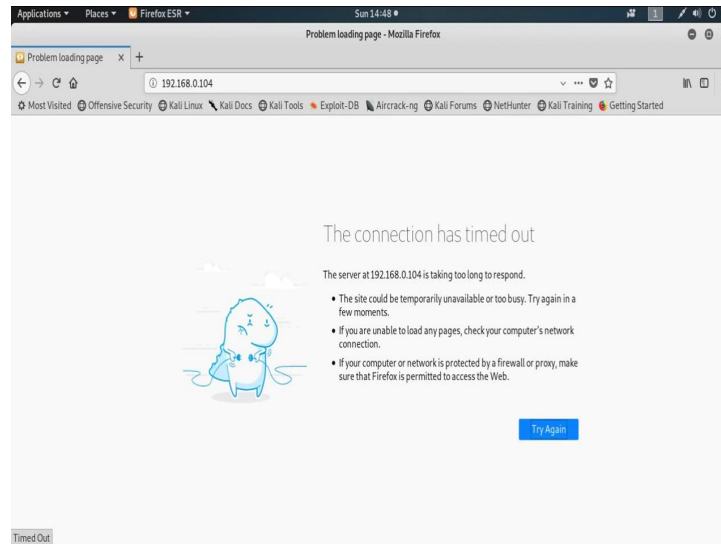 Applications Places Firefox ESR Sun 14:48 1
Problem loading page - Mozilla Firefox
Problem loading page
192.168.0.104
Most Visited Offensive Security Kali Linux Kali Docs Kali Tools Exploit-DB Aircrack-ng Kali Forums NetHunter Kali Training Getting Started
The connection has timed out
The server at 192.168.0.104 is taking too long to respond.
The site could be temporarily unavailable or too busy. Try again in a
few moments.
If you are unable to load any pages, check your computer's network
connection.
If your computer or network is protected by a firewall or proxy, make
sure that Firefox is permitted to access the Web.
Try Again
Timed Out